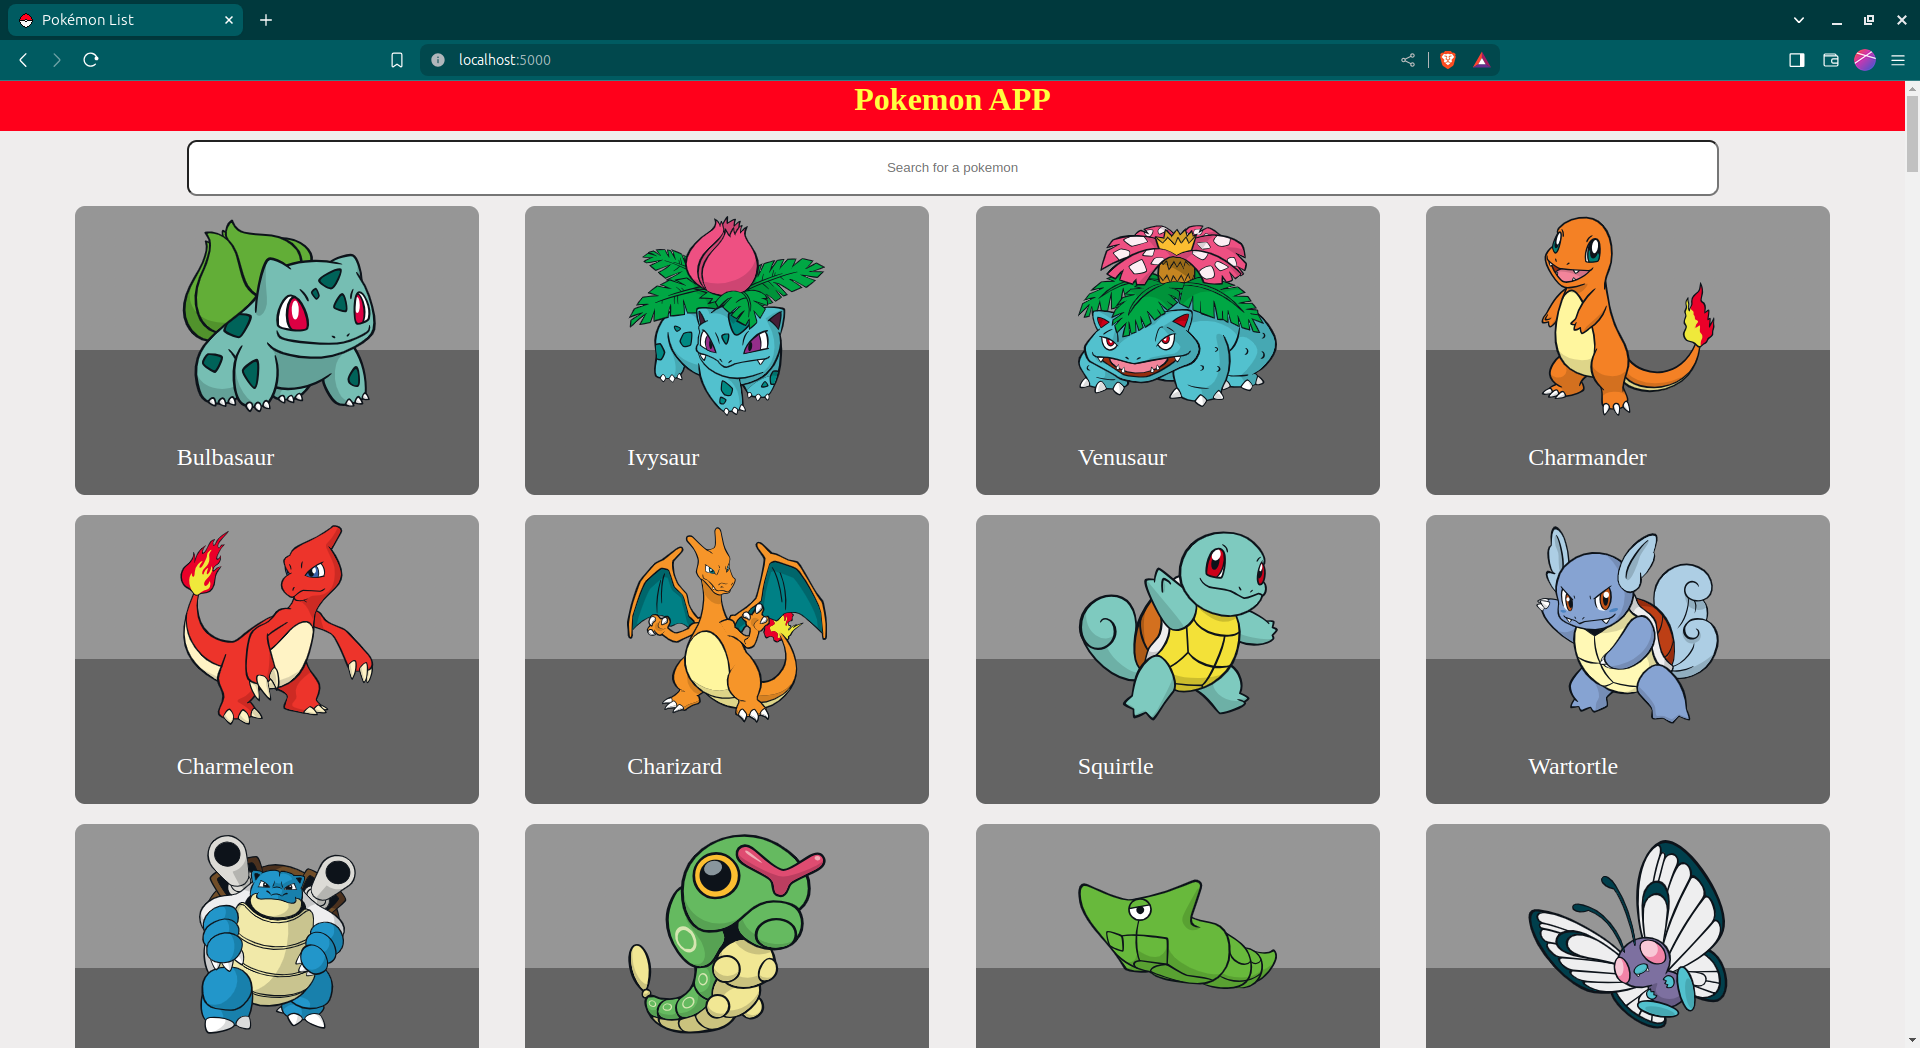 Pokémon List
localhost:5000
Pokemon APP
Search for a pokemon
Bulbasaur
Ivysaur
Venusaur
Charmander
Charmeleon
Charizard
Squirtle
Wartortle